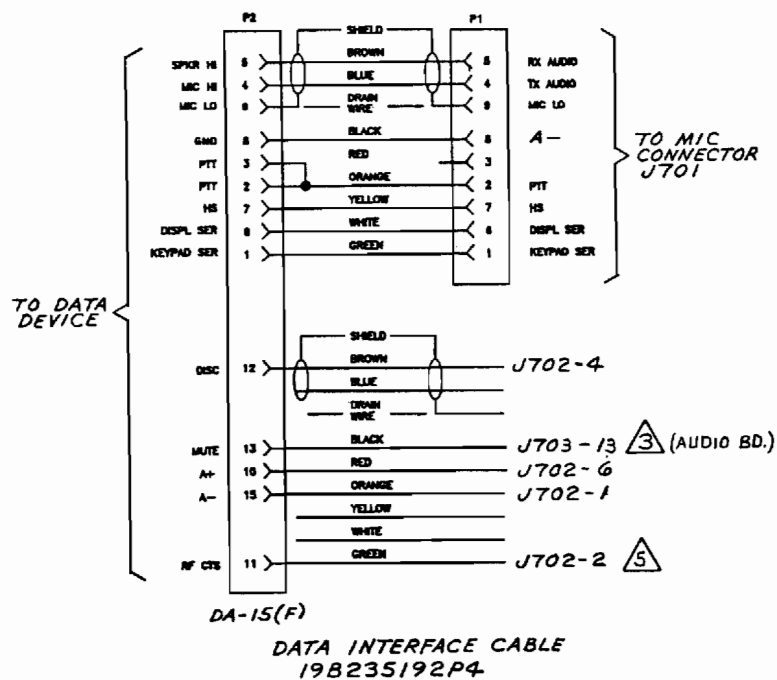 P2 P1
SHIELD
SPKR HI 5 BROWN 5 RX AUDIO
MIC HI 4 BLUE 4 TX AUDIO
MIC LO 9 DRAIN WIRE 9 MIC LO
GND 8 BLACK 8 A-
PTT 3 RED 3
PTT 2 ORANGE 2 PTT
HS 7 YELLOW 7 HS
DISPL SER 6 WHITE 6 DISPL SER
KEYPAD SER 1 GREEN 1 KEYPAD SER
TO MIC
CONNECTOR
J701
TO DATA
DEVICE
SHIELD
DISC 12 BROWN J702-4
BLUE
DRAIN WIRE
MUTE 13 BLACK J703-13 3 (AUDIO BD.)
A+ 10 RED J702-6
A- 15 ORANGE J702-1
YELLOW
WHITE
RF CTS 11 GREEN J702-2 5
DA-15(F)
DATA INTERFACE CABLE
19B235192P4